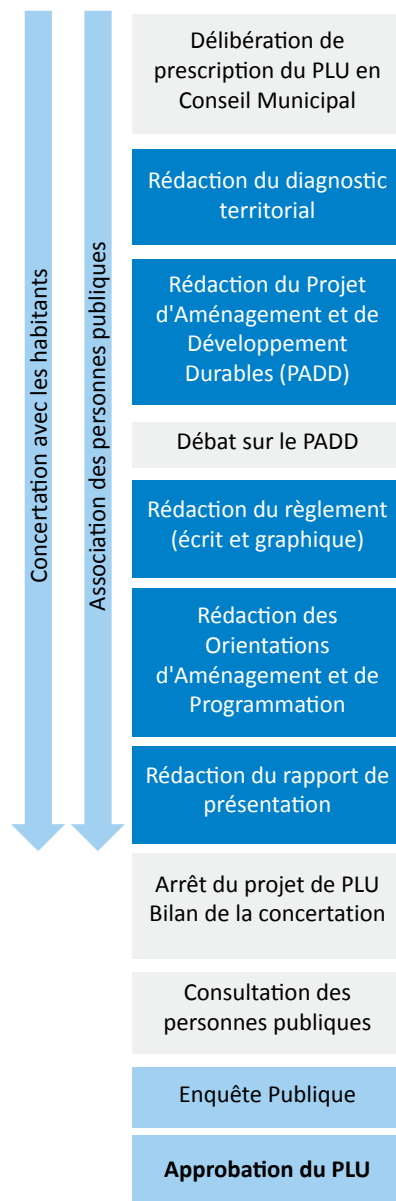 Concertation avec les habitants
Association des personnes publiques
Délibération de
prescription du PLU en
Conseil Municipal
Rédaction du diagnostic
territorial
Rédaction du Projet
d'Aménagement et de
Développement
Durables (PADD)
Débat sur le PADD
Rédaction du règlement
(écrit et graphique)
Rédaction des
Orientations
d'Aménagement et de
Programmation
Rédaction du rapport de
présentation
Arrêt du projet de PLU
Bilan de la concertation
Consultation des
personnes publiques
Enquête Publique
Approbation du PLU